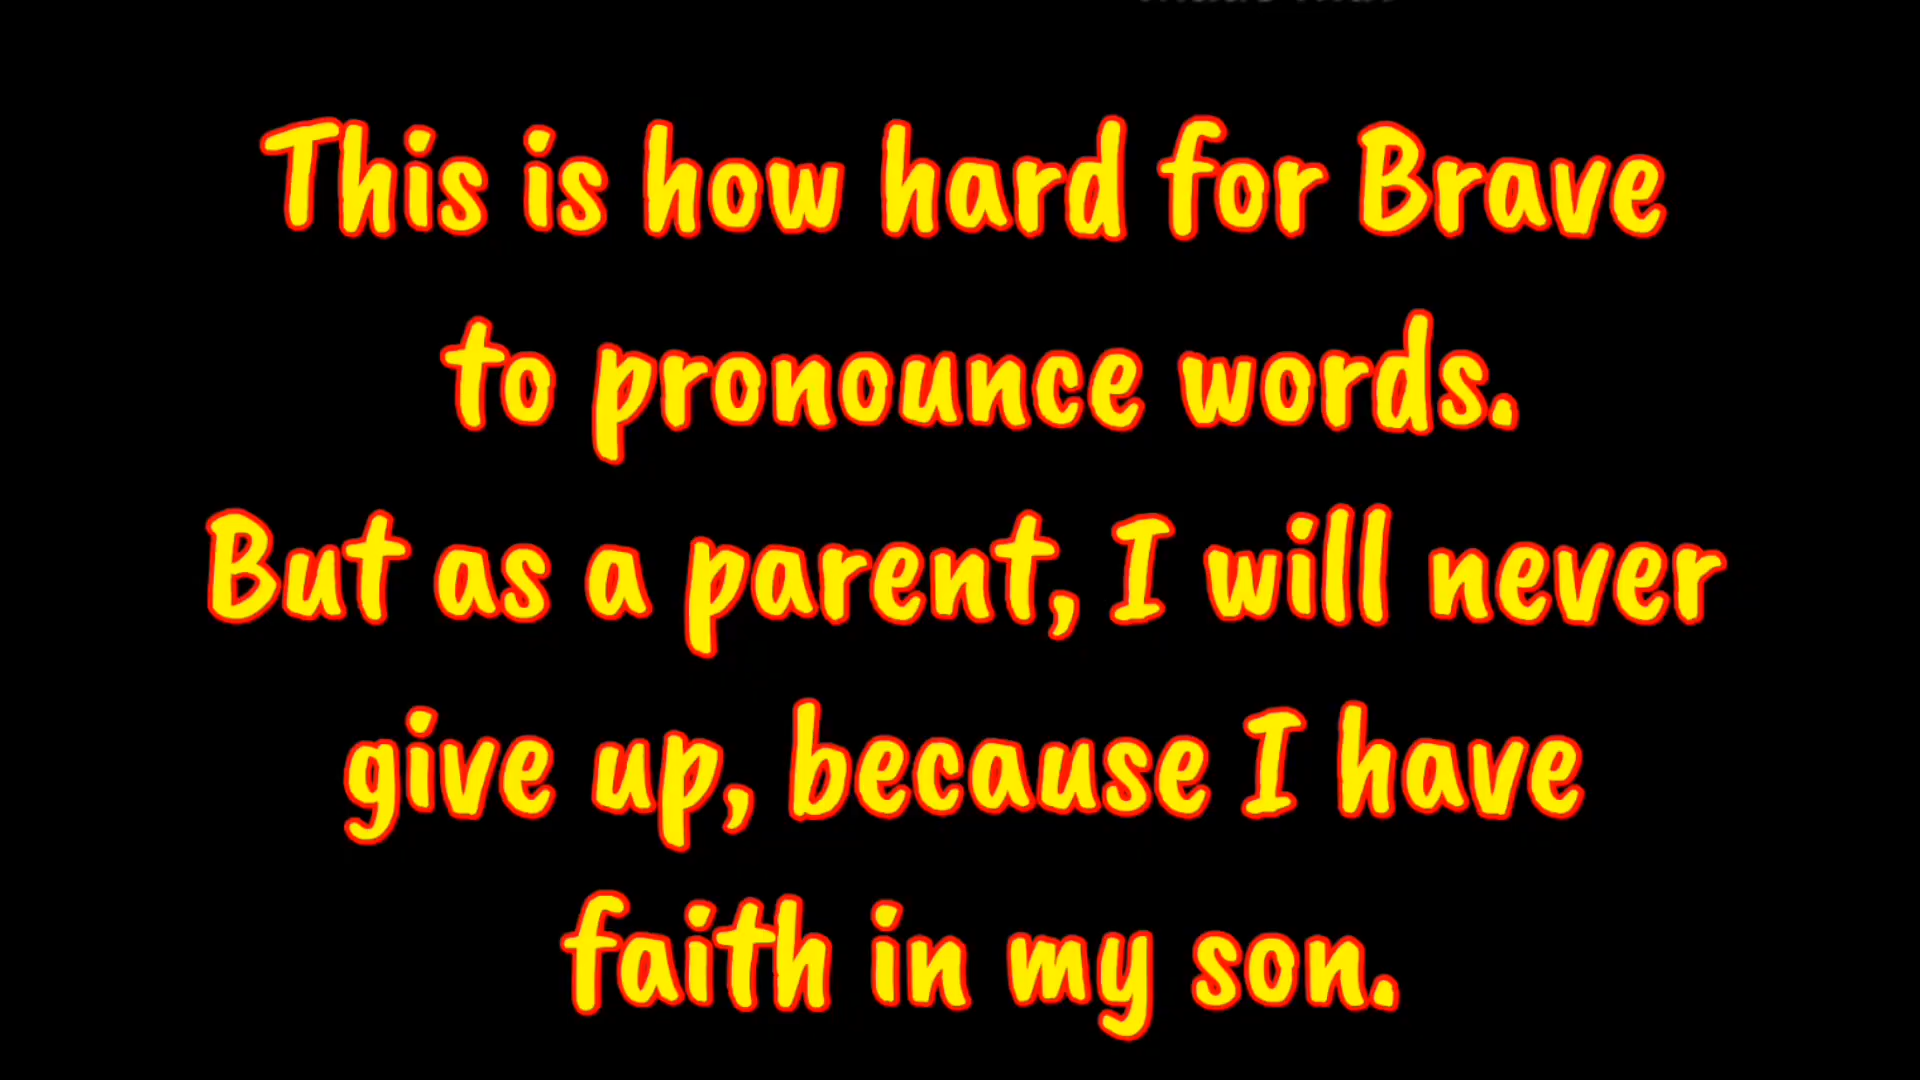 This is how hard for Brave
to pronounce words.
But as a parent, I will never
give up, because I have
faith in my son.